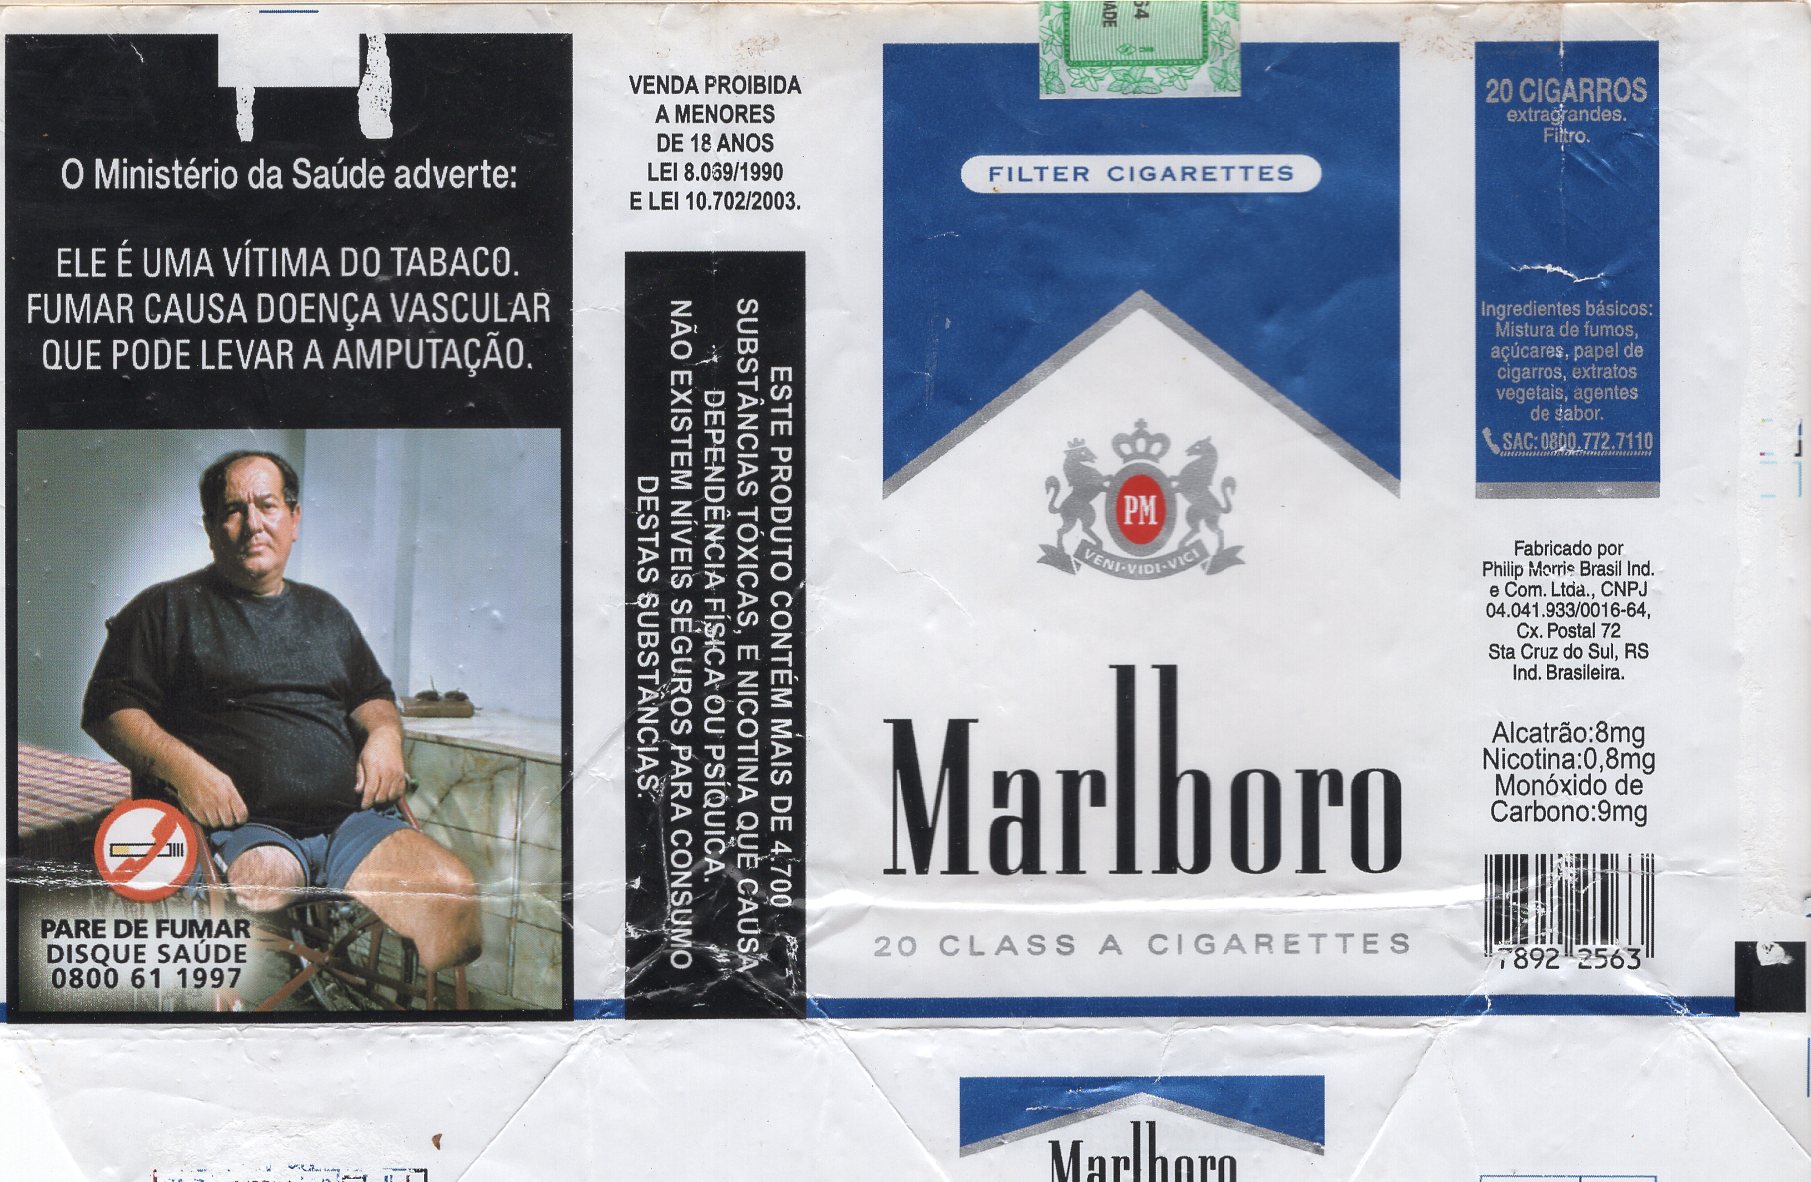 O Ministério da Saúde adverte:
ELE É UMA VÍTIMA DO TABACO.
FUMAR CAUSA DOENÇA VASCULAR
QUE PODE LEVAR A AMPUTAÇÃO.
PARE DE FUMAR
DISQUE SAÚDE
0800 61 1997
VENDA PROIBIDA
A MENORES
DE 18 ANOS
LEI 8.069/1990
E LEI 10.702/2003.
ESTE PRODUTO CONTÉM MAIS DE 4.700
SUBSTÂNCIAS TÓXICAS, E NICOTINA QUE CAUSA
DEPENDÊNCIA FÍSICA OU PSÍQUICA.
NÃO EXISTEM NÍVEIS SEGUROS PARA CONSUMO
DESTAS SUBSTÂNCIAS.
64
ADE
FILTER CIGARETTES
PM
VENI·VIDI·VICI
Marlboro
20 CLASS A CIGARETTES
Marlboro
20 CIGARROS
extragrandes.
Filtro.
Ingredientes básicos:
Mistura de fumos,
açúcares, papel de
cigarros, extratos
vegetais, agentes
de sabor.
SAC: 0800.772.7110
Fabricado por
Philip Morris Brasil Ind.
e Com. Ltda., CNPJ
04.041.933/0016-64,
Cx. Postal 72
Sta Cruz do Sul, RS
Ind. Brasileira.
Alcatrão:8mg
Nicotina:0,8mg
Monóxido de
Carbono:9mg
7892 2563